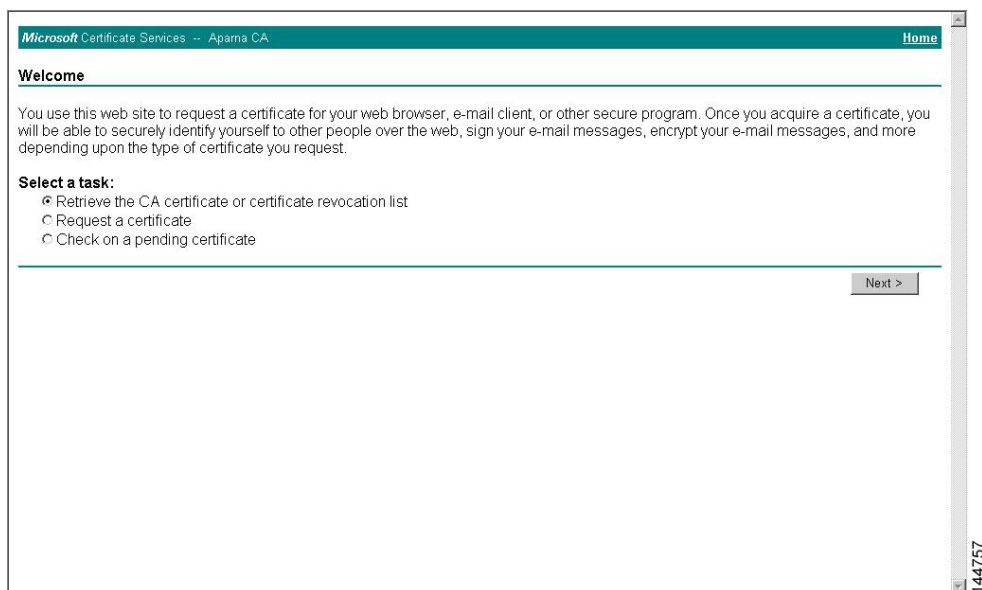 Microsoft Certificate Services -- Aparna CA Home
Welcome
You use this web site to request a certificate for your web browser, e-mail client, or other secure program. Once you acquire a certificate, you
will be able to securely identify yourself to other people over the web, sign your e-mail messages, encrypt your e-mail messages, and more
depending upon the type of certificate you request.
Select a task:
Retrieve the CA certificate or certificate revocation list
Request a certificate
Check on a pending certificate
Next >
144757